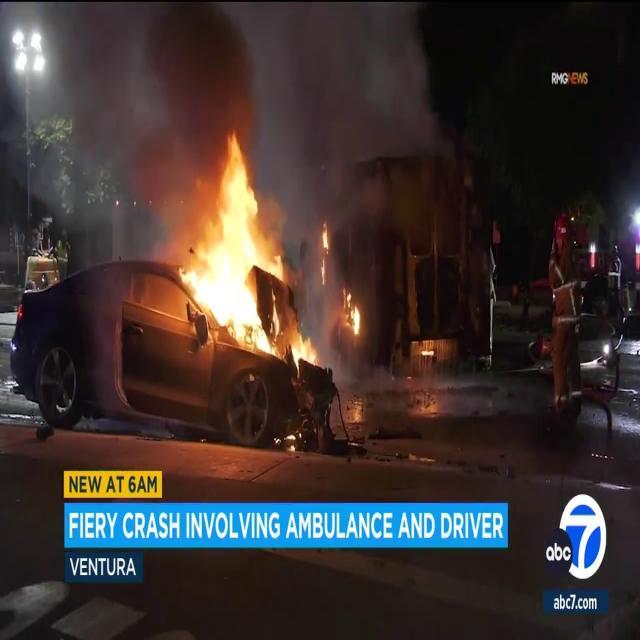 RMGNEWS
NEW AT 6AM
FIERY CRASH INVOLVING AMBULANCE AND DRIVER
VENTURA
abc 7
abc7.com